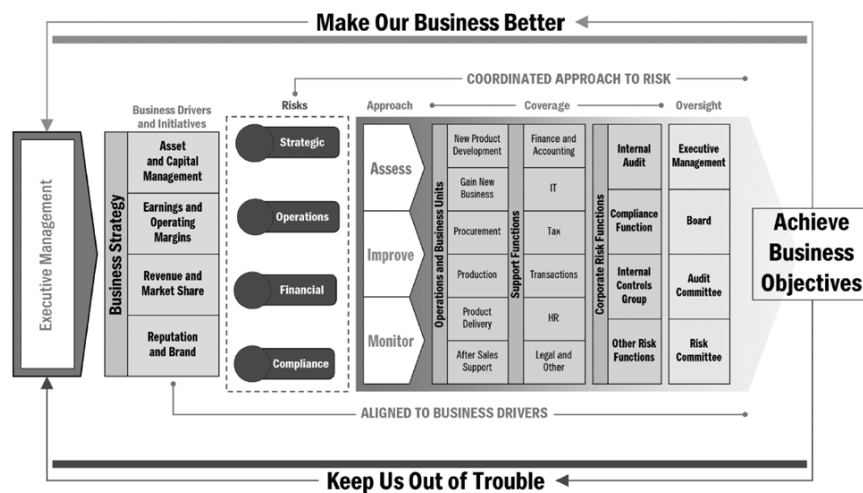 Make Our Business Better
COORDINATED APPROACH TO RISK
Business Drivers
and Initiatives
Risks
Approach
Coverage
Oversight
Executive Management
Business Strategy
Asset
and Capital
Management
Earnings and
Operating
Margins
Revenue and
Market Share
Reputation
and Brand
Strategic
Operations
Financial
Compliance
Assess
Improve
Monitor
Operations and Business Units
New Product
Development
Gain New
Business
Procurement
Production
Product
Delivery
After Sales
Support
Support Functions
Finance and
Accounting
IT
Tax
Transactions
HR
Legal and
Other
Corporate Risk Functions
Internal
Audit
Compliance
Function
Internal
Controls
Group
Other Risk
Functions
Executive
Management
Board
Audit
Committee
Risk
Committee
Achieve
Business
Objectives
ALIGNED TO BUSINESS DRIVERS
Keep Us Out of Trouble